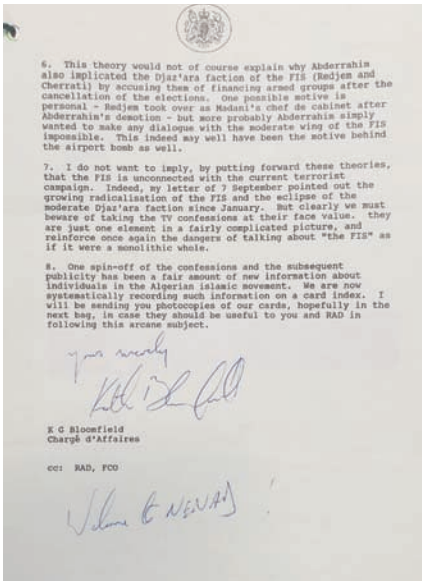 6. This theory would not of course explain why Abderrahim
also implicated the Djaz'ara faction of the FIS (Redjem and
Cherrati) by accusing them of financing armed groups after the
cancellation of the elections. One possible motive is
personal - Redjem took over as Madani's chef de cabinet after
Abderrahim's demotion - but more probably Abderrahim simply
wanted to make any dialogue with the moderate wing of the FIS
impossible. This indeed may well have been the motive behind
the airport bomb as well.
7. I do not want to imply, by putting forward these theories,
that the FIS is unconnected with the current terrorist
campaign. Indeed, my letter of 7 September pointed out the
growing radicalisation of the FIS and the eclipse of the
moderate Djaz'ara faction since January. But clearly we must
beware of taking the TV confessions at their face value. they
are just one element in a fairly complicated picture, and
reinforce once again the dangers of talking about "the FIS" as
if it were a monolithic whole.
8. One spin-off of the confessions and the subsequent
publicity has been a fair amount of new information about
individuals in the Algerian islamic movement. We are now
systematically recording such information on a card index. I
will be sending you photocopies of our cards, hopefully in the
next bag, in case they should be useful to you and RAD in
following this arcane subject.
yours sincerely
K G Bloomfield
Chargé d'Affaires
cc: RAD, FCO
Welcome to NENAD !